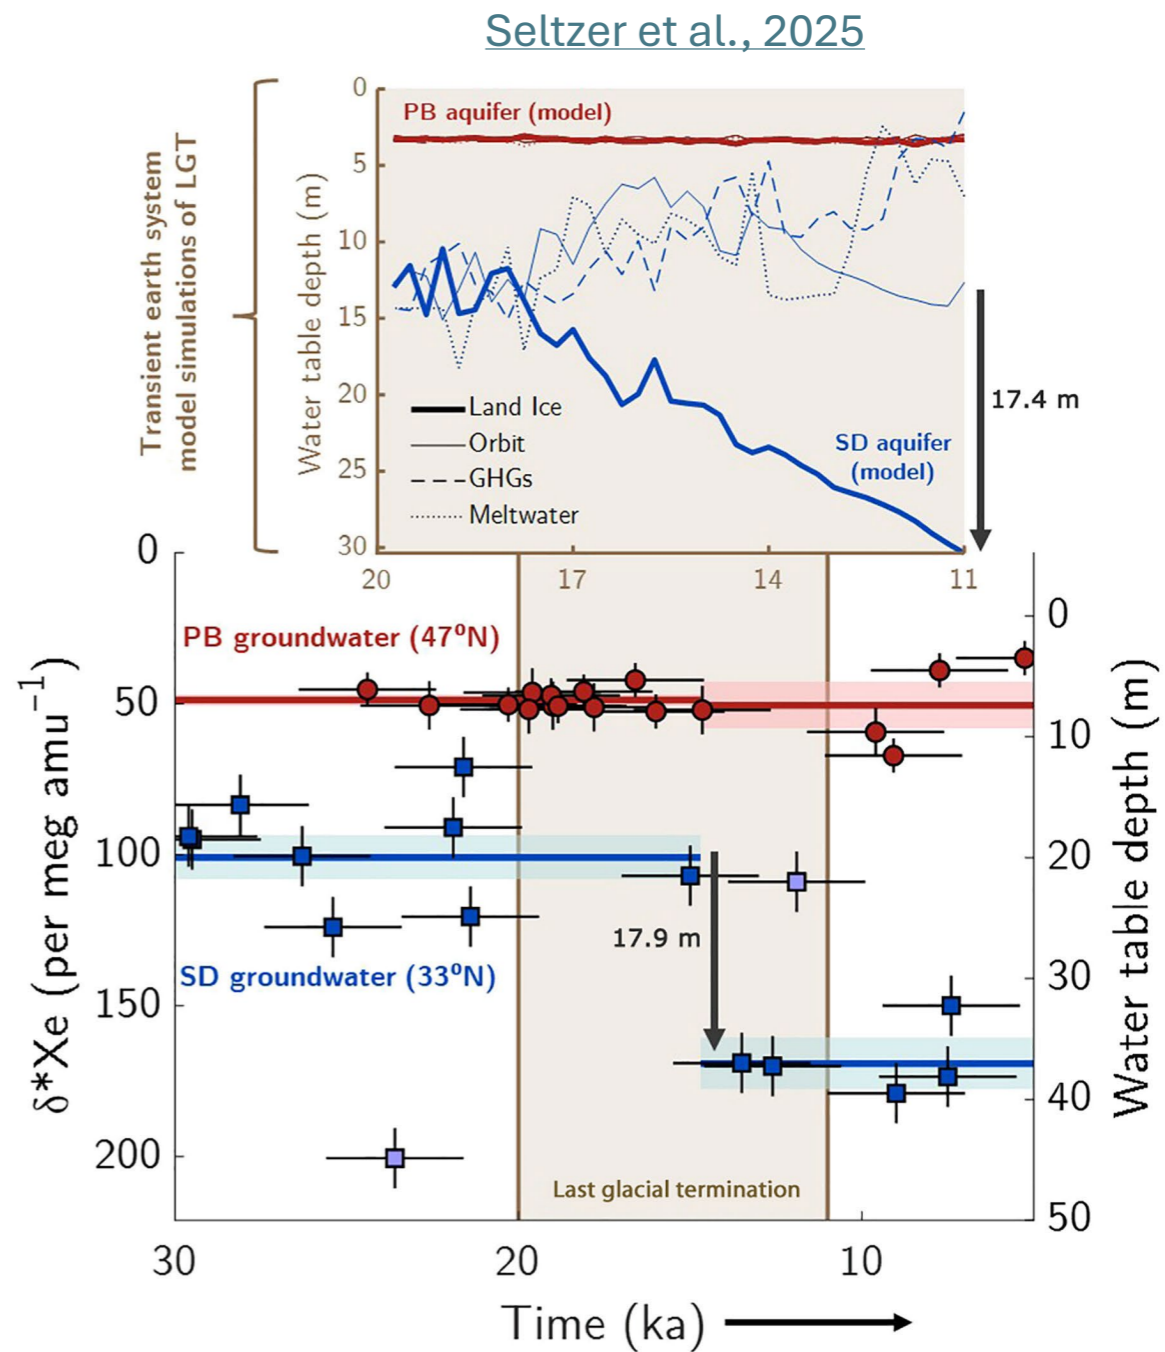 Seltzer et al., 2025
Transient earth system
model simulations of LGT
Water table depth (m)
0
5
10
15
20
25
30
PB aquifer (model)
Land Ice
Orbit
GHGs
Meltwater
SD aquifer
(model)
17.4 m
20
17
14
11
δ*Xe (per meg amu⁻¹)
0
50
100
150
200
PB groundwater (47⁰N)
SD groundwater (33⁰N)
17.9 m
Last glacial termination
0
10
20
30
40
50
Water table depth (m)
30
20
10
Time (ka)